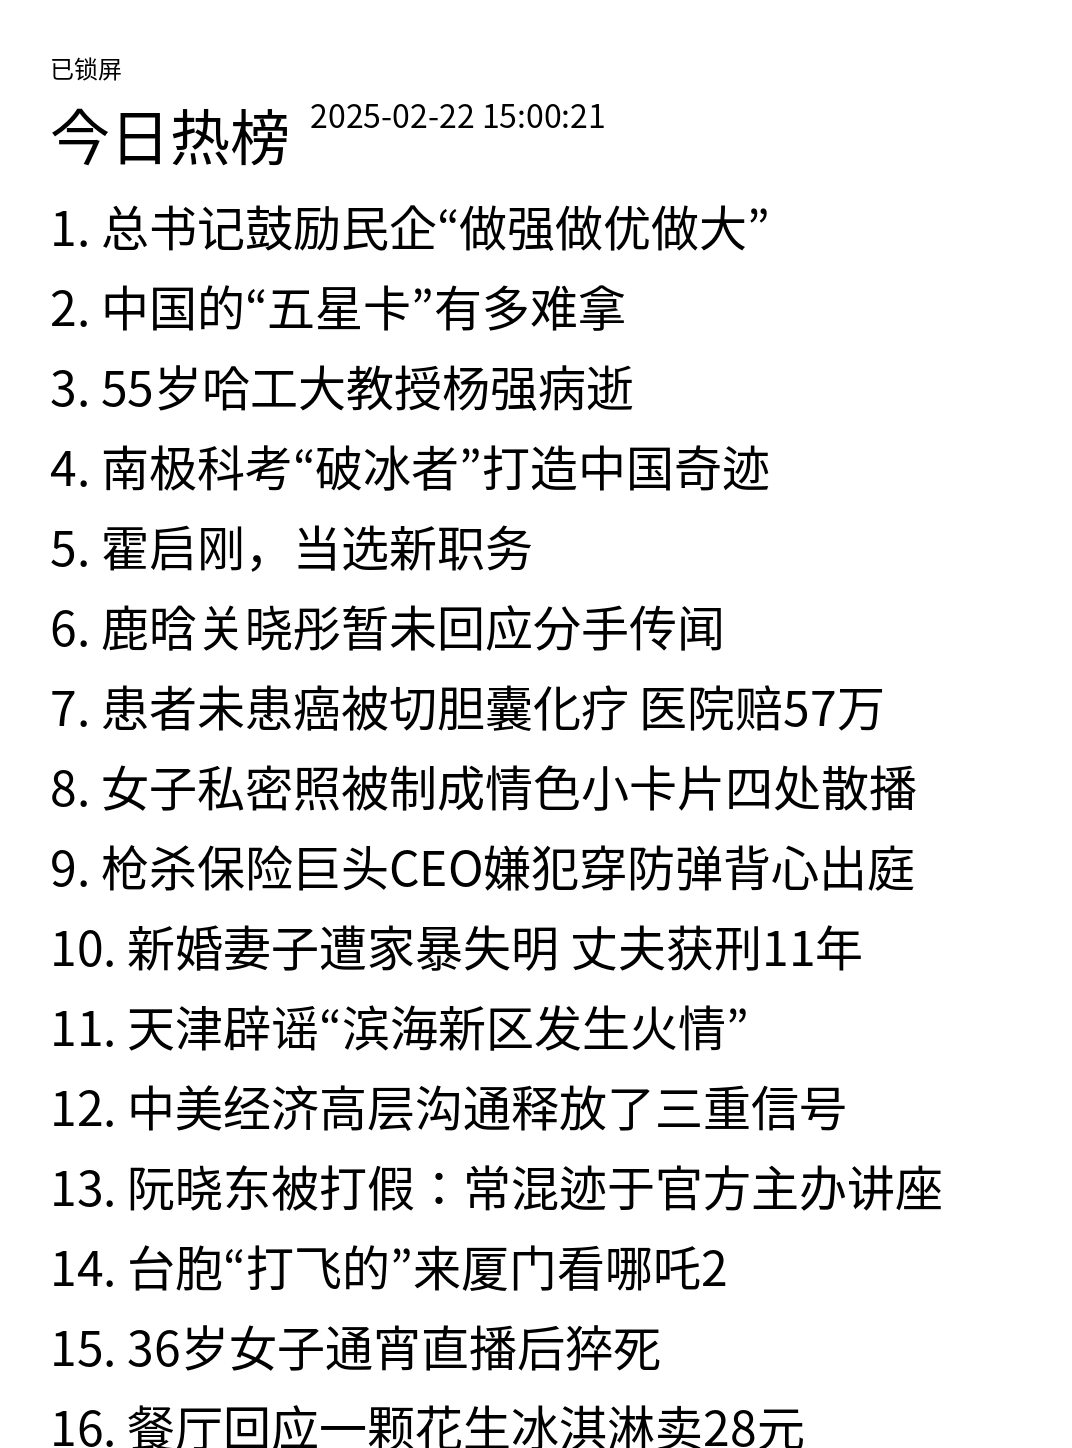 已锁屏
今日热榜 2025-02-22 15:00:21
1. 总书记鼓励民企“做强做优做大”
2. 中国的“五星卡”有多难拿
3. 55岁哈工大教授杨强病逝
4. 南极科考“破冰者”打造中国奇迹
5. 霍启刚，当选新职务
6. 鹿晗关晓彤暂未回应分手传闻
7. 患者未患癌被切胆囊化疗 医院赔57万
8. 女子私密照被制成情色小卡片四处散播
9. 枪杀保险巨头CEO嫌犯穿防弹背心出庭
10. 新婚妻子遭家暴失明 丈夫获刑11年
11. 天津辟谣“滨海新区发生火情”
12. 中美经济高层沟通释放了三重信号
13. 阮晓东被打假：常混迹于官方主办讲座
14. 台胞“打飞的”来厦门看哪吒2
15. 36岁女子通宵直播后猝死
16. 餐厅回应一颗花生冰淇淋卖28元